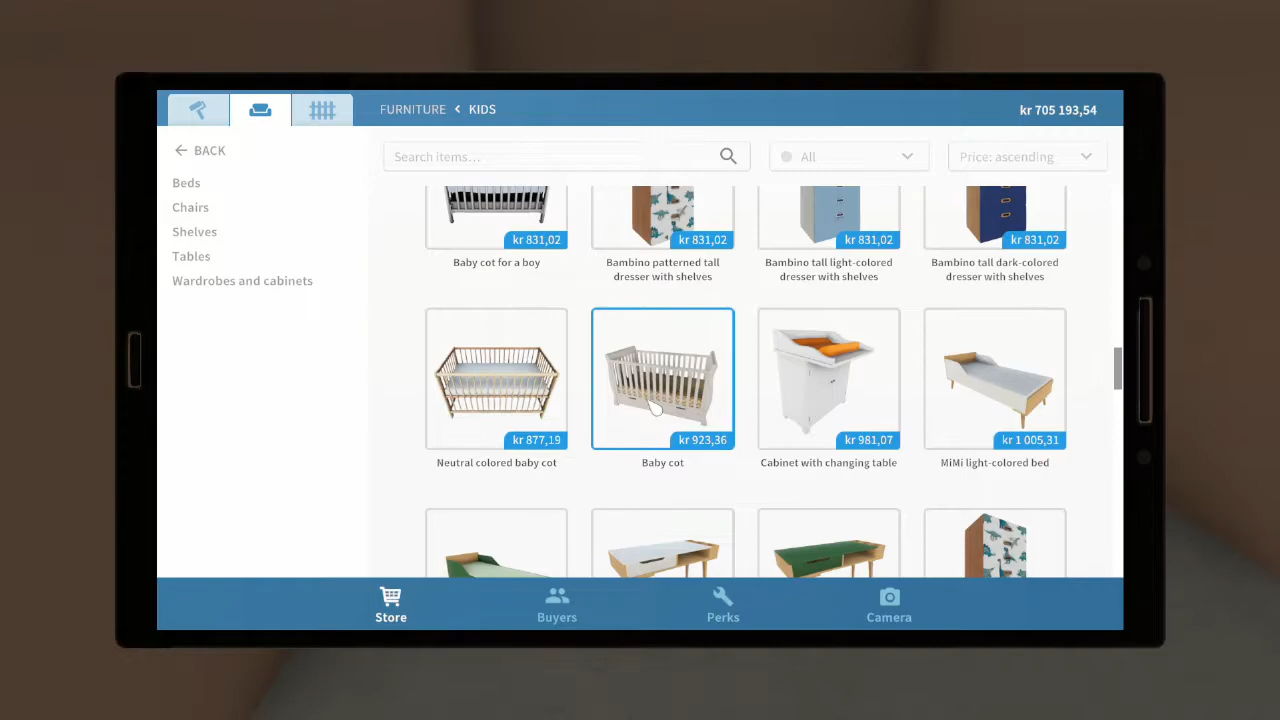 FURNITURE < KIDS
kr 705 193,54
BACK
Search items...
All
Price: ascending
Beds
Chairs
Shelves
Tables
Wardrobes and cabinets
kr 831,02
kr 831,02
kr 831,02
kr 831,02
Baby cot for a boy
Bambino patterned tall
dresser with shelves
Bambino tall light-colored
dresser with shelves
Bambino tall dark-colored
dresser with shelves
kr 877,19
kr 923,36
kr 981,07
kr 1 005,31
Neutral colored baby cot
Baby cot
Cabinet with changing table
MiMi light-colored bed
Store
Buyers
Perks
Camera